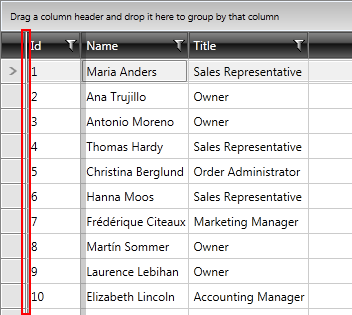 Drag a column header and drop it here to group by that column
Id Name Title
1 Maria Anders Sales Representative
2 Ana Trujillo Owner
3 Antonio Moreno Owner
4 Thomas Hardy Sales Representative
5 Christina Berglund Order Administrator
6 Hanna Moos Sales Representative
7 Frédérique Citeaux Marketing Manager
8 Martín Sommer Owner
9 Laurence Lebihan Owner
10 Elizabeth Lincoln Accounting Manager